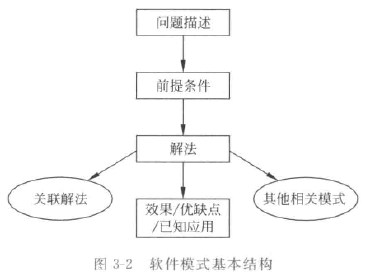 问题描述
前提条件
解法
关联解法
效果/优缺点
/已知应用
其他相关模式
图 3-2 软件模式基本结构